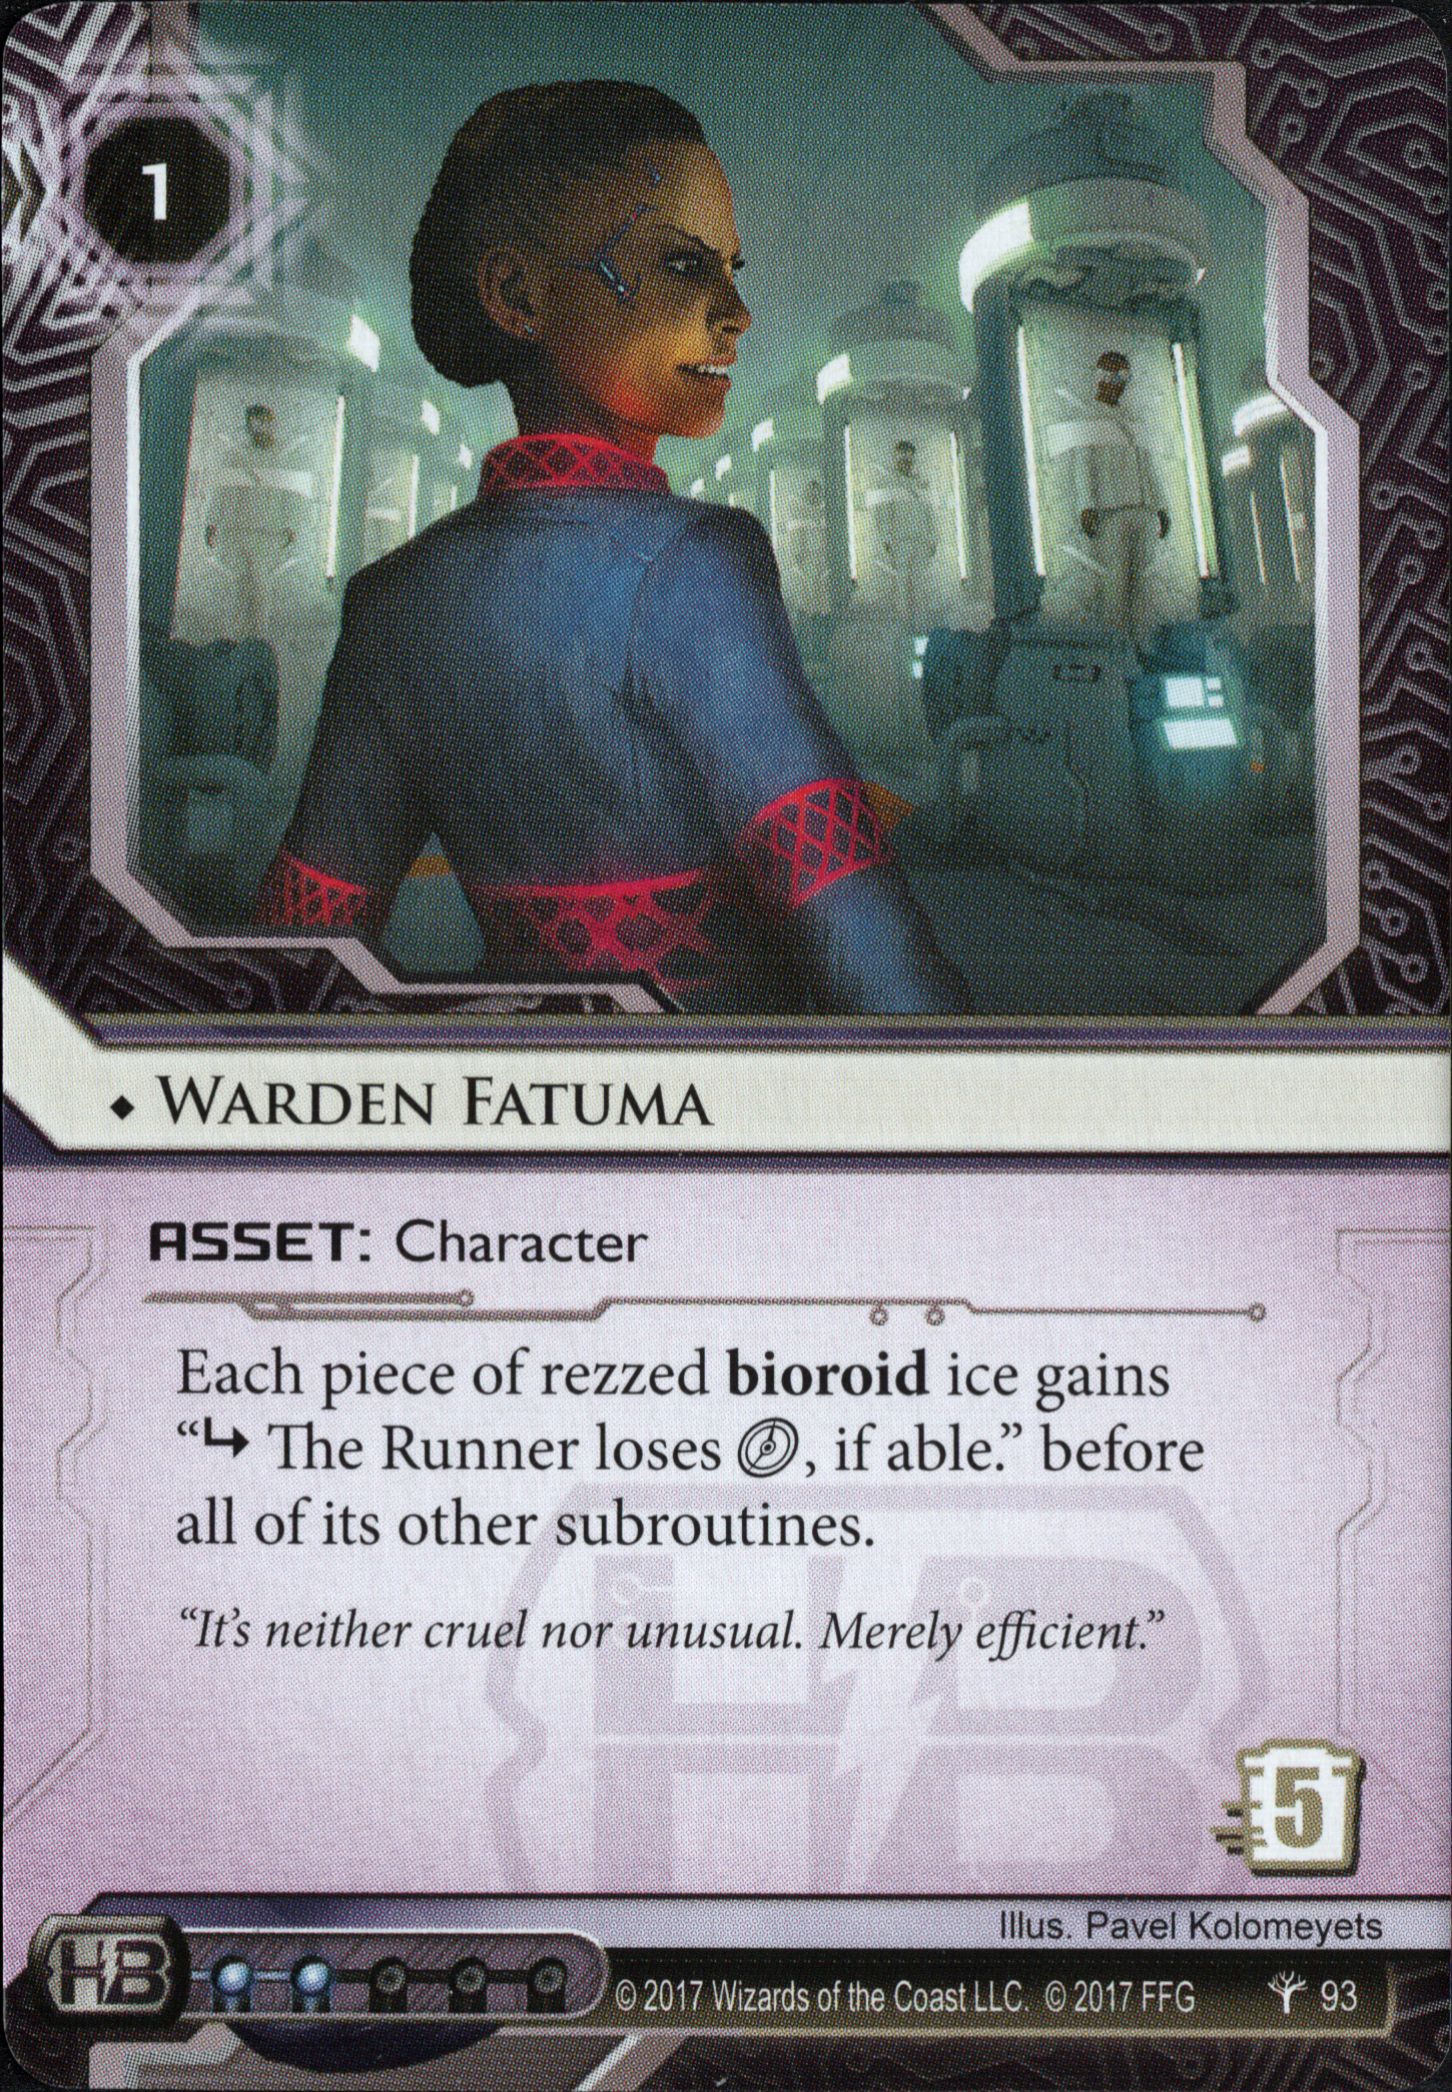 1
◆ WARDEN FATUMA
ASSET: Character
Each piece of rezzed bioroid ice gains
“↳ The Runner loses , if able.” before
all of its other subroutines.
“It’s neither cruel nor unusual. Merely efficient.”
5
Illus. Pavel Kolomeyets
HB
© 2017 Wizards of the Coast LLC. © 2017 FFG 93